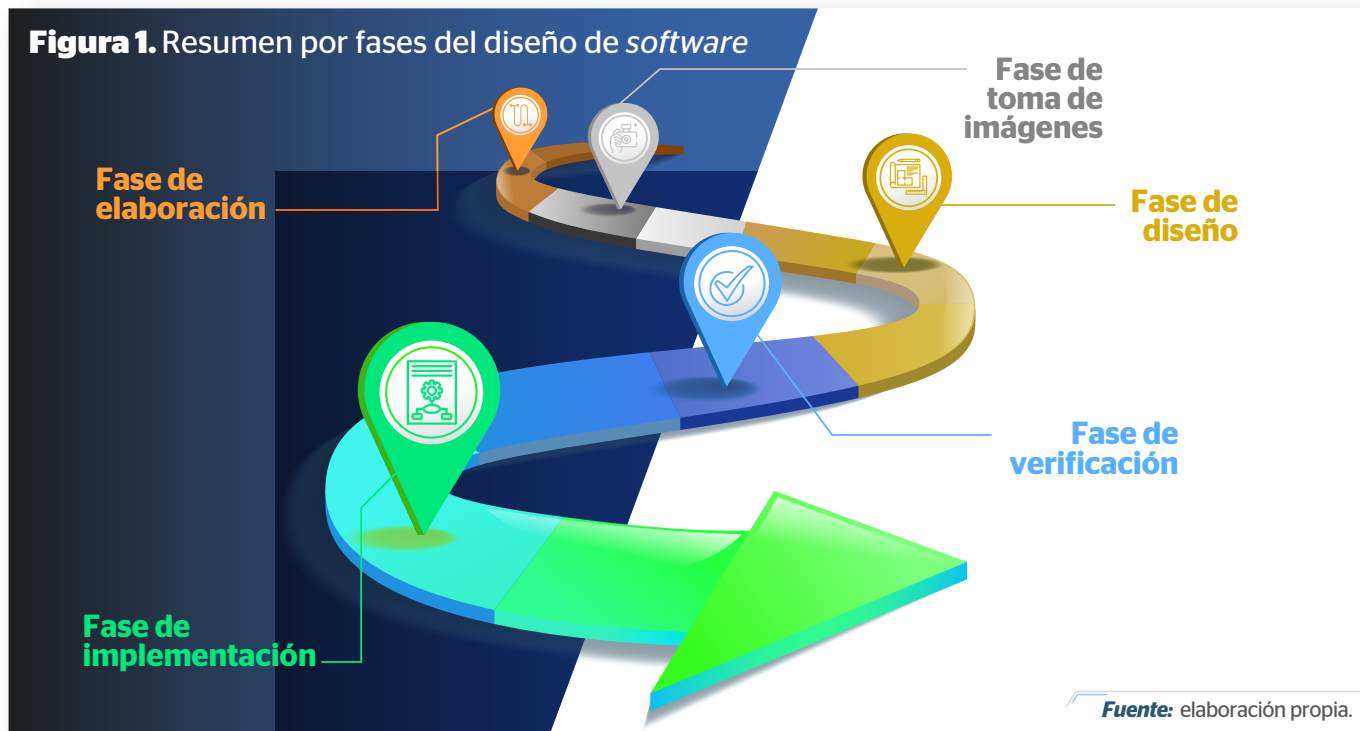 Figura 1. Resumen por fases del diseño de software
Fase de
elaboración
Fase de
toma de
imágenes
Fase de
diseño
Fase de
verificación
Fase de
implementación
Fuente: elaboración propia.